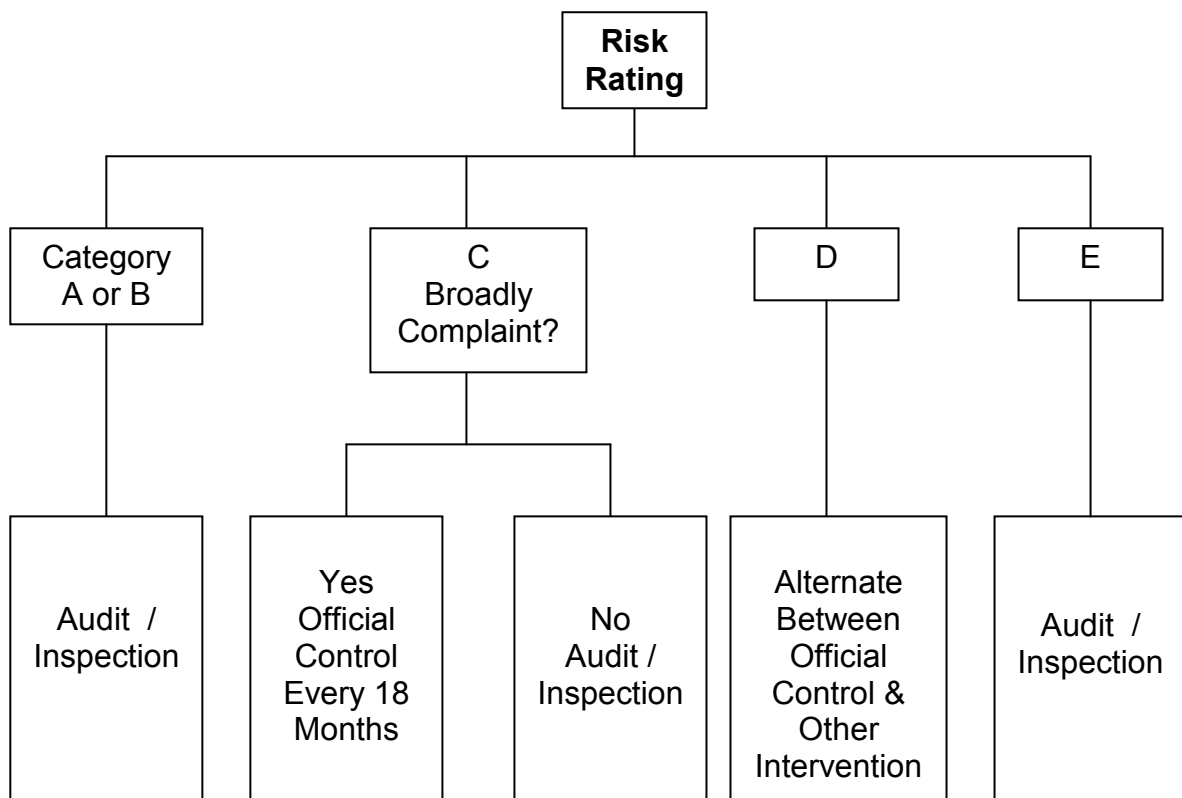 Risk
Rating
Category
A or B
C
Broadly
Complaint?
D
E
Audit /
Inspection
Yes
Official
Control
Every 18
Months
No
Audit /
Inspection
Alternate
Between
Official
Control &
Other
Intervention
Audit /
Inspection